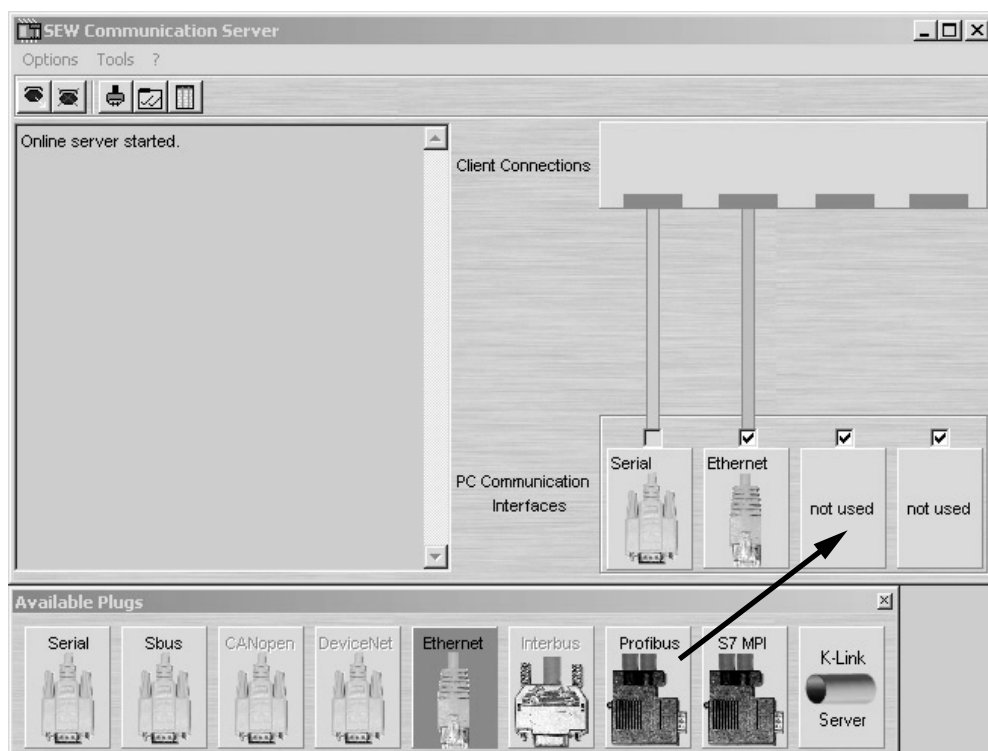 SEW Communication Server
Options Tools ?
Online server started.
Client Connections
PC Communication
Interfaces
Serial
Ethernet
not used
not used
Available Plugs
Serial
Sbus
CANopen
DeviceNet
Ethernet
Interbus
Profibus
S7 MPI
K-Link
Server